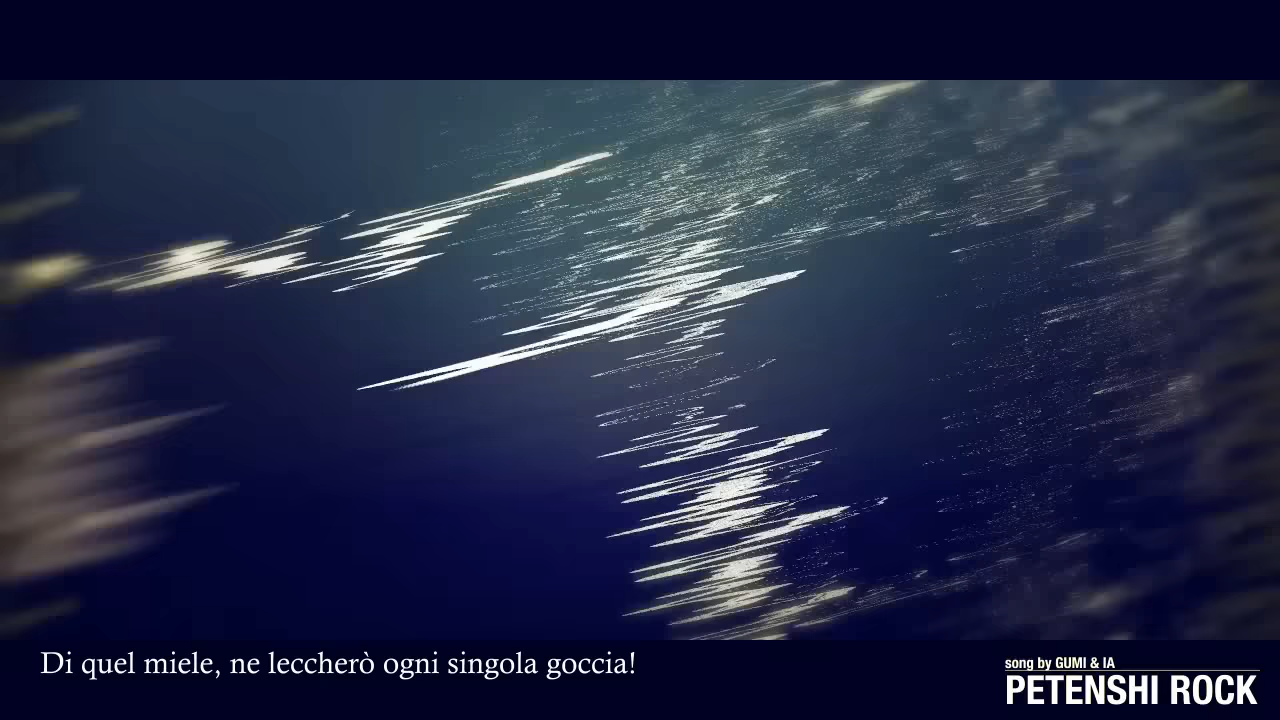 Di quel miele, ne leccherò ogni singola goccia!
song by GUMI & IA
PETENSHI ROCK